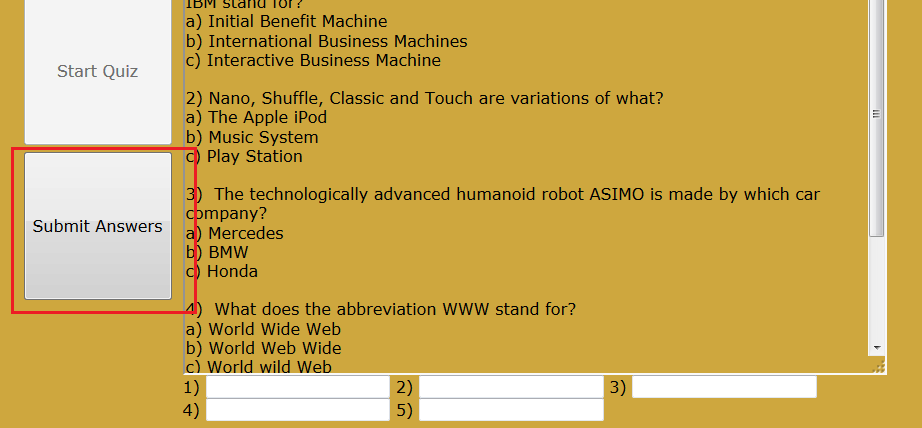 IBM stand for?
a) Initial Benefit Machine
b) International Business Machines
c) Interactive Business Machine
Start Quiz
2) Nano, Shuffle, Classic and Touch are variations of what?
a) The Apple iPod
b) Music System
c) Play Station
3) The technologically advanced humanoid robot ASIMO is made by which car
company?
a) Mercedes
b) BMW
c) Honda
Submit Answers
4) What does the abbreviation WWW stand for?
a) World Wide Web
b) World Web Wide
c) World wild Web
1) 2) 3)
4) 5)